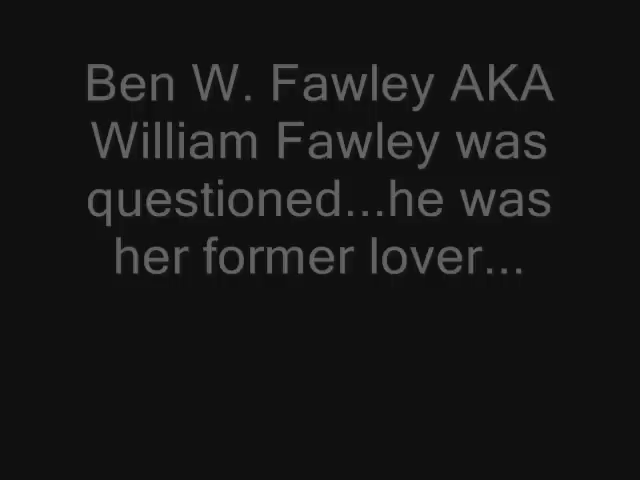 Ben W. Fawley AKA
William Fawley was
questioned...he was
her former lover...